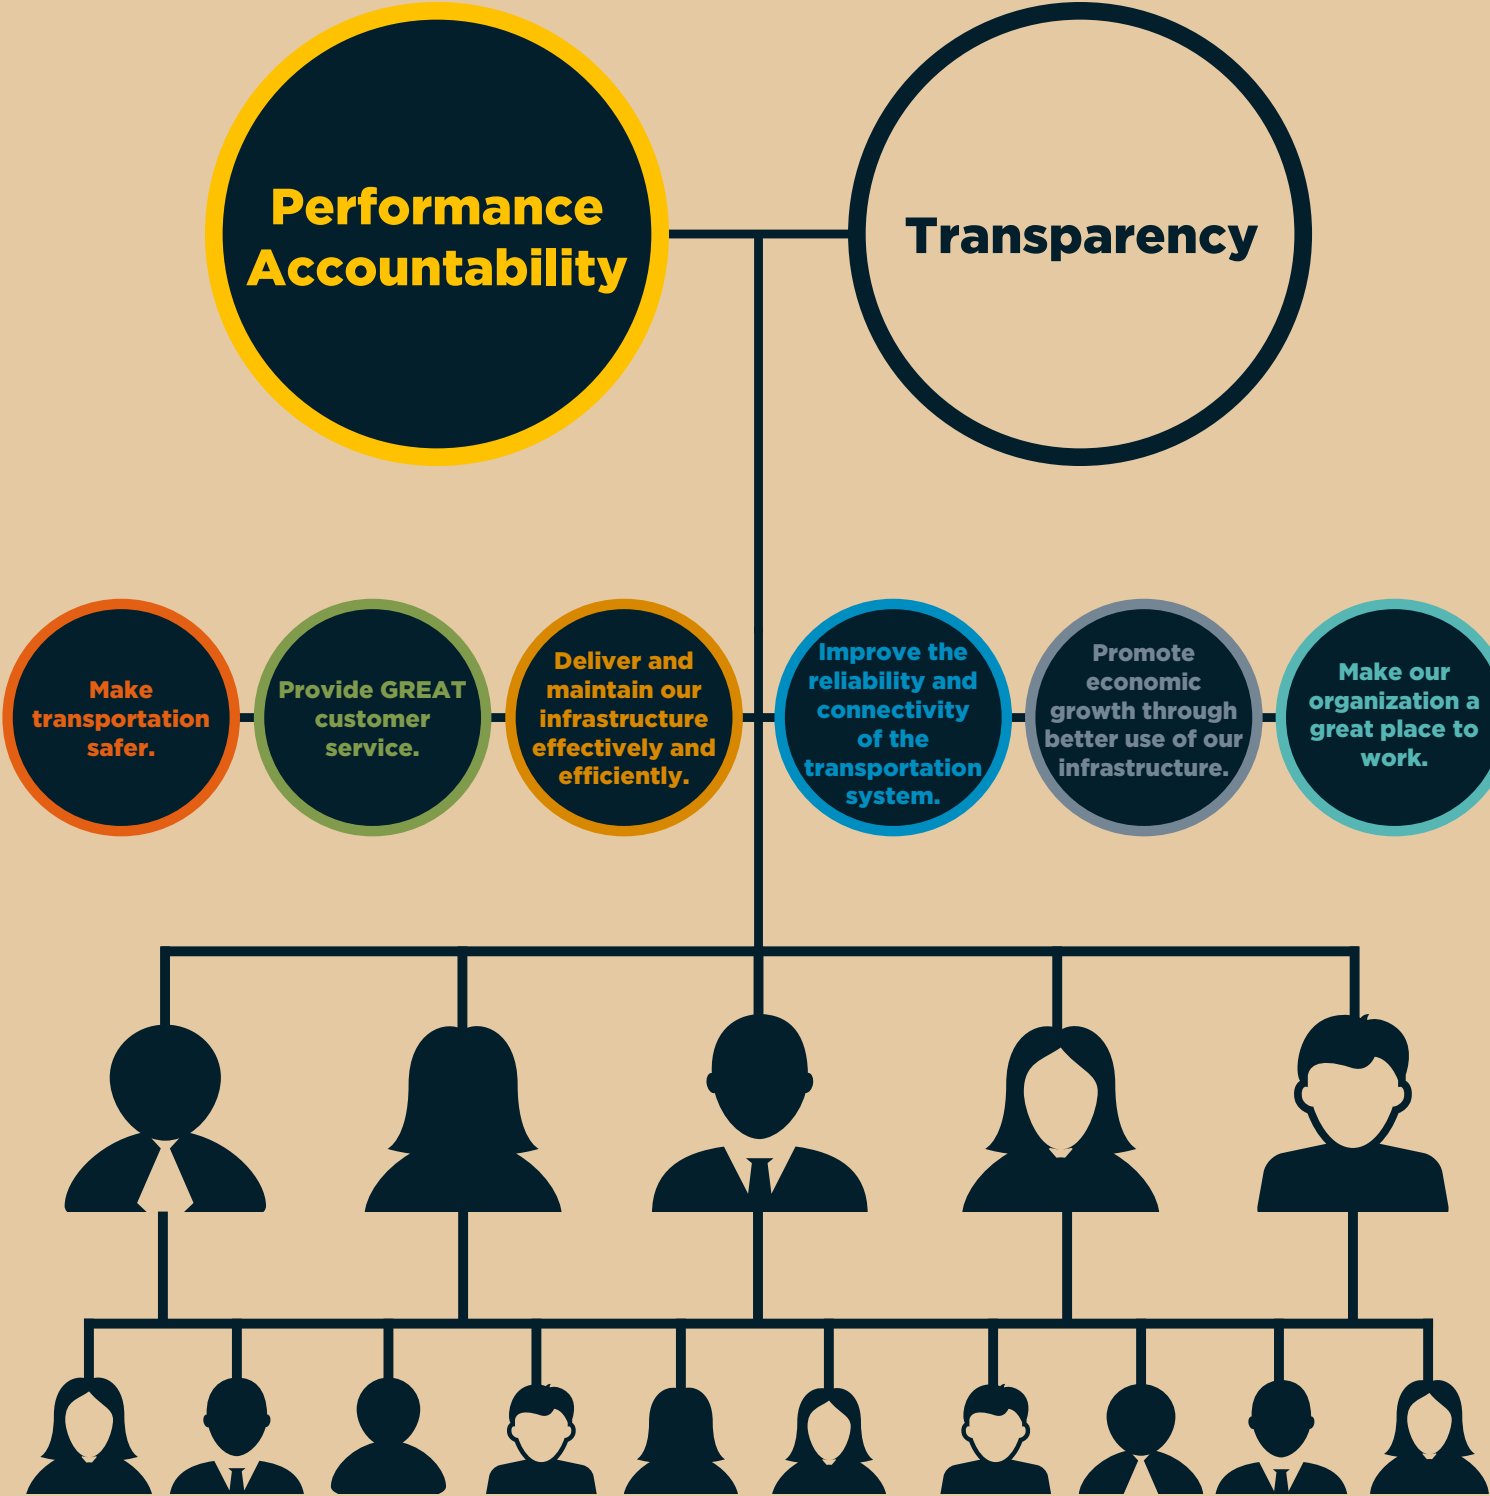 Performance
Accountability
Transparency
Make
transportation
safer.
Provide GREAT
customer
service.
Deliver and
maintain our
infrastructure
effectively and
efficiently.
Improve the
reliability and
connectivity
of the
transportation
system.
Promote
economic
growth through
better use of our
infrastructure.
Make our
organization a
great place to
work.